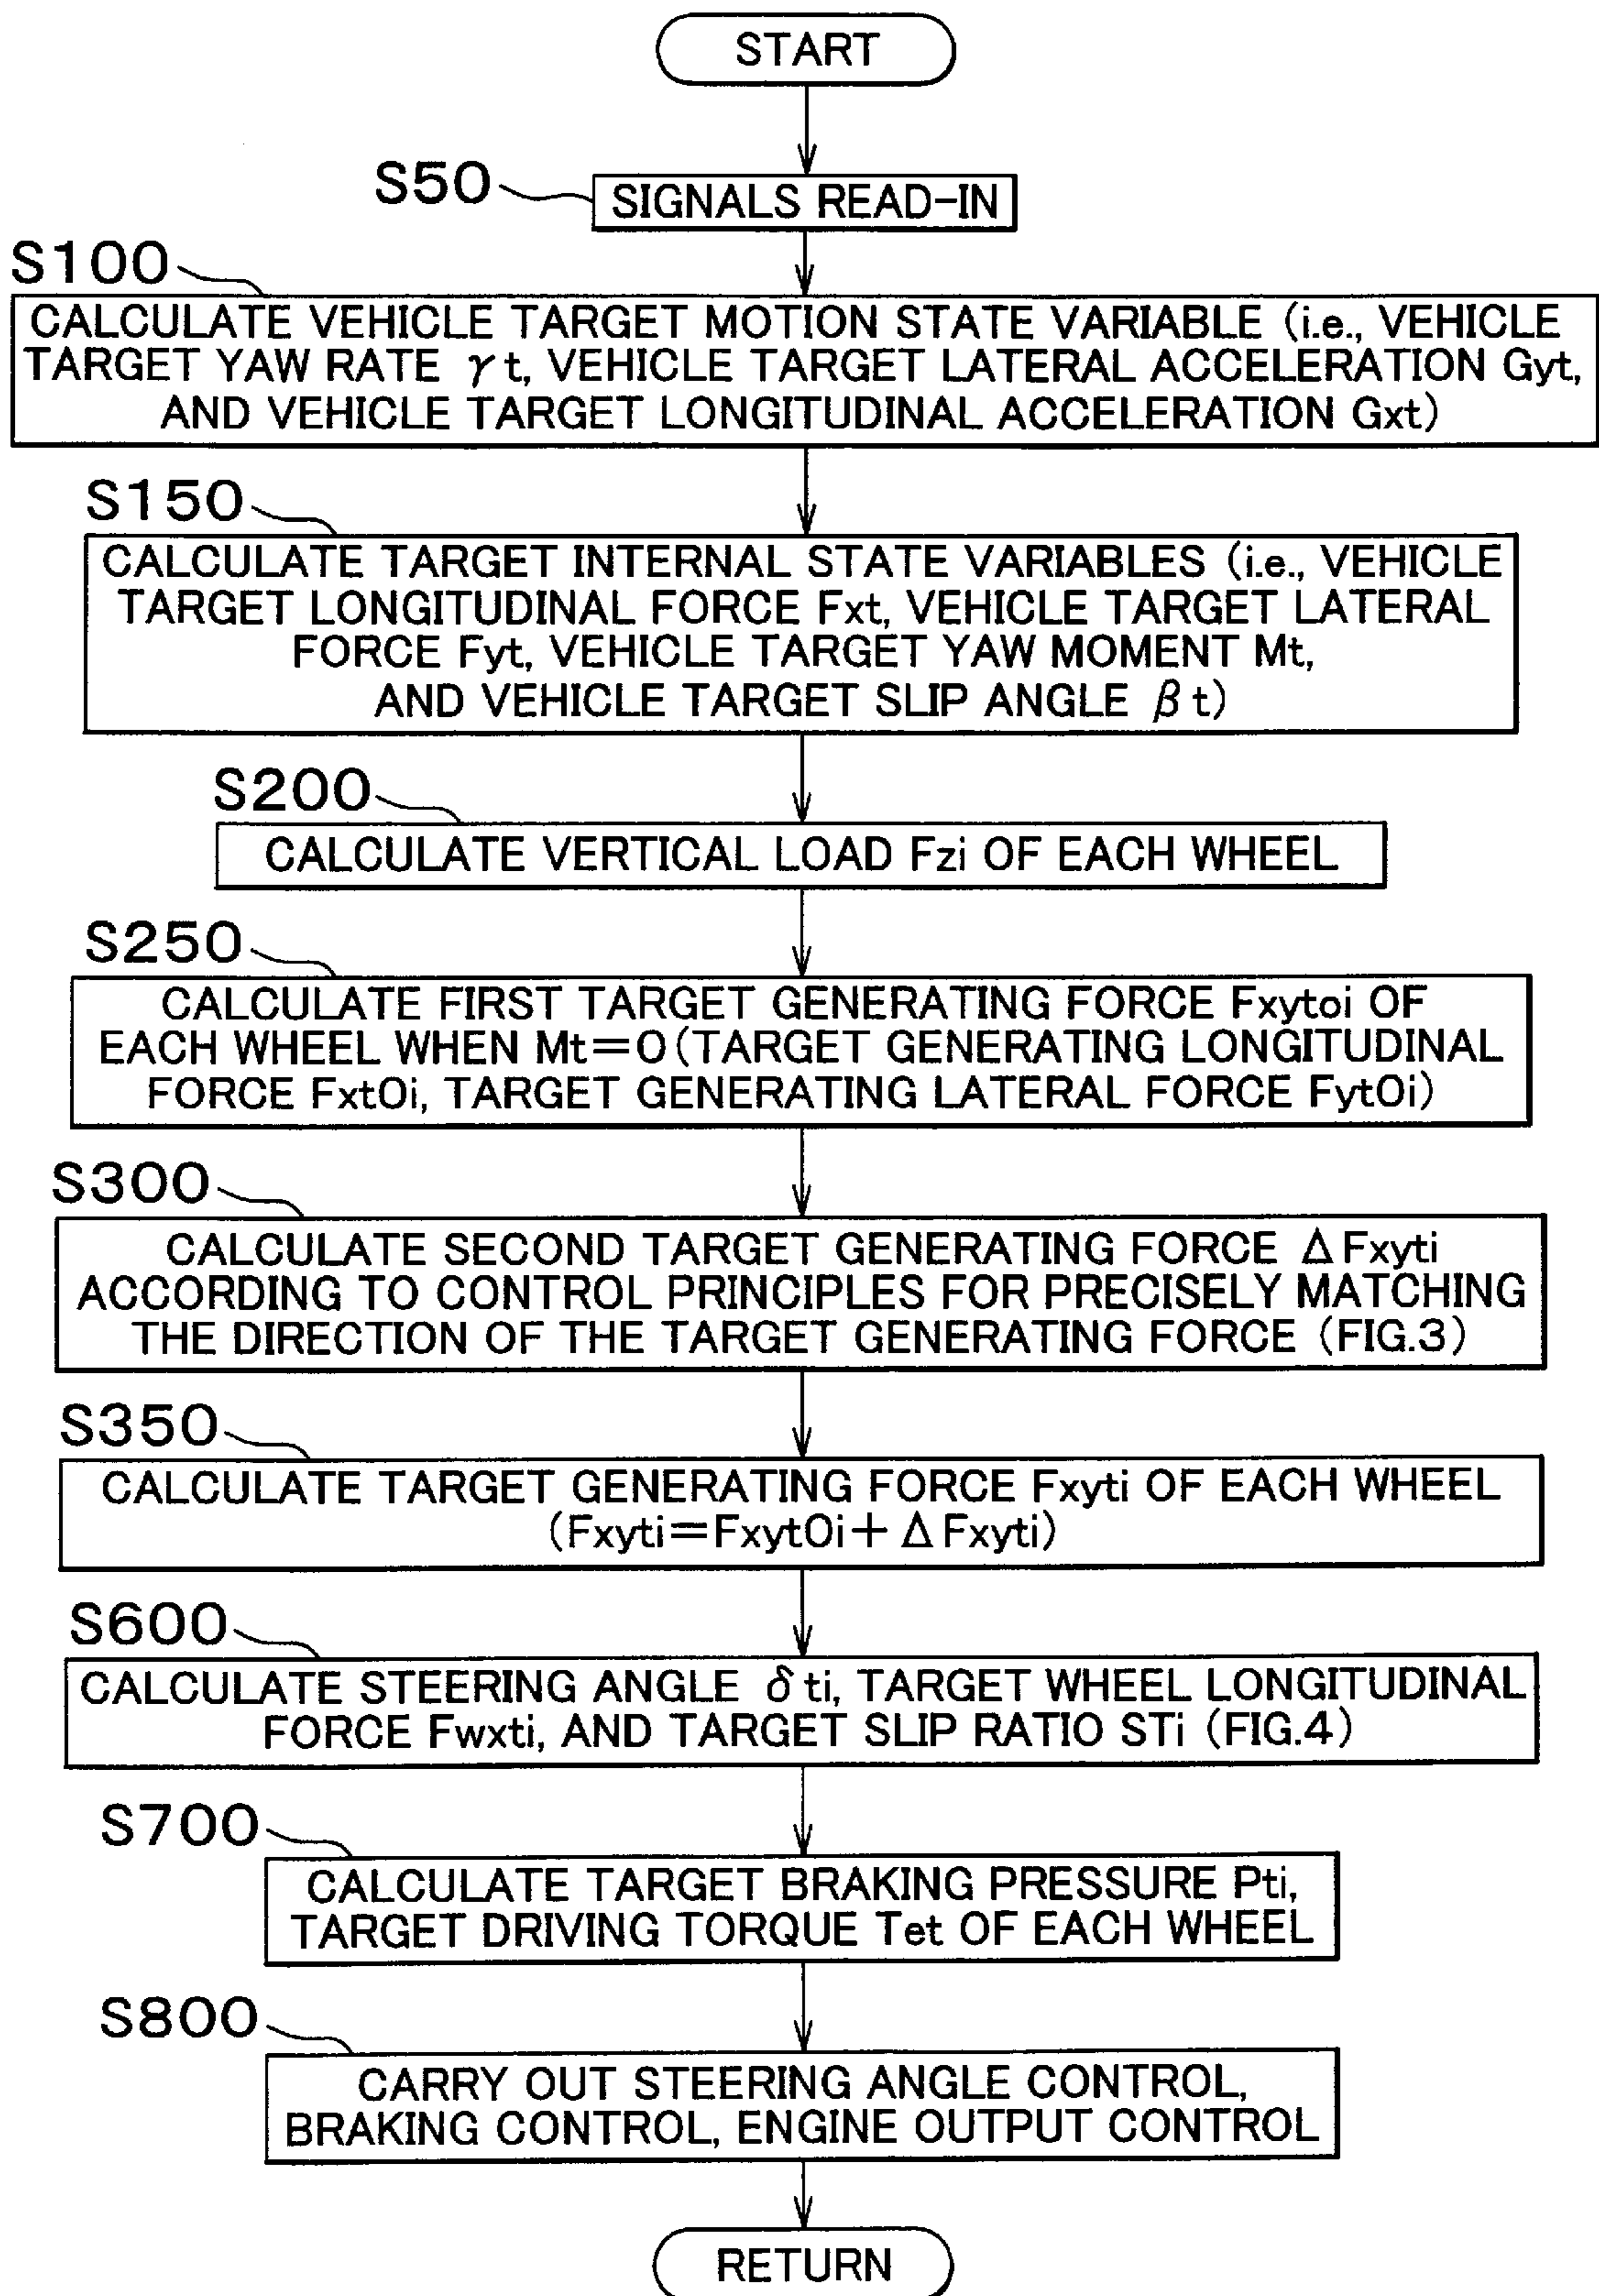 START
S50
SIGNALS READ-IN
S100
CALCULATE VEHICLE TARGET MOTION STATE VARIABLE (i.e., VEHICLE
TARGET YAW RATE γt, VEHICLE TARGET LATERAL ACCELERATION Gyt,
AND VEHICLE TARGET LONGITUDINAL ACCELERATION Gxt)
S150
CALCULATE TARGET INTERNAL STATE VARIABLES (i.e., VEHICLE
TARGET LONGITUDINAL FORCE Fxt, VEHICLE TARGET LATERAL
FORCE Fyt, VEHICLE TARGET YAW MOMENT Mt,
AND VEHICLE TARGET SLIP ANGLE βt)
S200
CALCULATE VERTICAL LOAD Fzi OF EACH WHEEL
S250
CALCULATE FIRST TARGET GENERATING FORCE Fxytoi OF
EACH WHEEL WHEN Mt=0 (TARGET GENERATING LONGITUDINAL
FORCE Fxt0i, TARGET GENERATING LATERAL FORCE Fyt0i)
S300
CALCULATE SECOND TARGET GENERATING FORCE ΔFxyti
ACCORDING TO CONTROL PRINCIPLES FOR PRECISELY MATCHING
THE DIRECTION OF THE TARGET GENERATING FORCE (FIG.3)
S350
CALCULATE TARGET GENERATING FORCE Fxyti OF EACH WHEEL
(Fxyti=Fxyt0i+ΔFxyti)
S600
CALCULATE STEERING ANGLE δti, TARGET WHEEL LONGITUDINAL
FORCE Fwxti, AND TARGET SLIP RATIO STi (FIG.4)
S700
CALCULATE TARGET BRAKING PRESSURE Pti,
TARGET DRIVING TORQUE Tet OF EACH WHEEL
S800
CARRY OUT STEERING ANGLE CONTROL,
BRAKING CONTROL, ENGINE OUTPUT CONTROL
RETURN